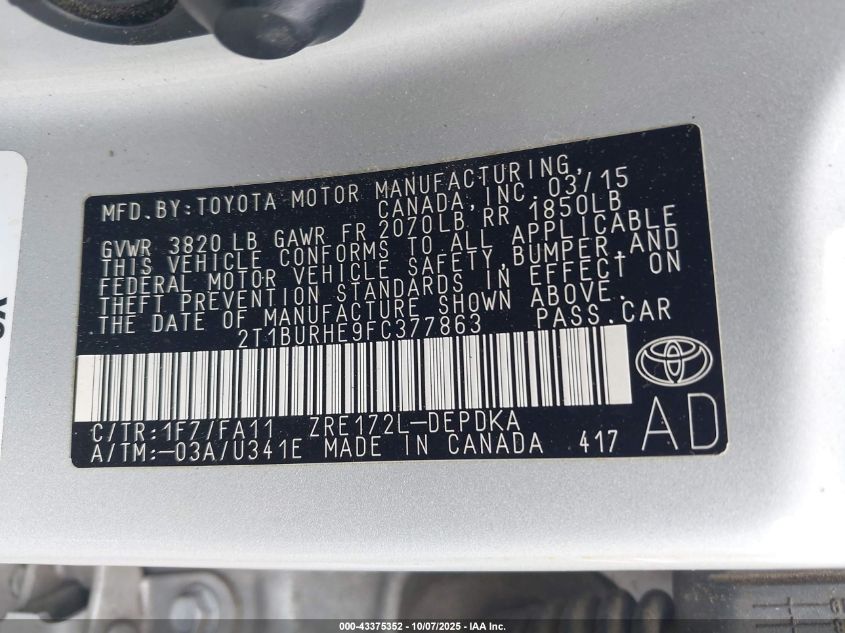 MFD.BY:TOYOTA MOTOR MANUFACTURING,
CANADA, INC. 03/15
GVWR 3820 LB GAWR FR 2070LB RR 1850LB
THIS VEHICLE CONFORMS TO ALL APPLICABLE
FEDERAL MOTOR VEHICLE SAFETY, BUMPER, AND
THEFT PREVENTION STANDARDS IN EFFECT ON
THE DATE OF MANUFACTURE SHOWN ABOVE.
2T1BURHE9FC377863 PASS.CAR
C/TR:1F7/FA11 ZRE172L-DEPDKA
A/TM:-03A/U341E MADE IN CANADA 417
AD
000-43375352 | 10/07/2025 - IAA Inc.